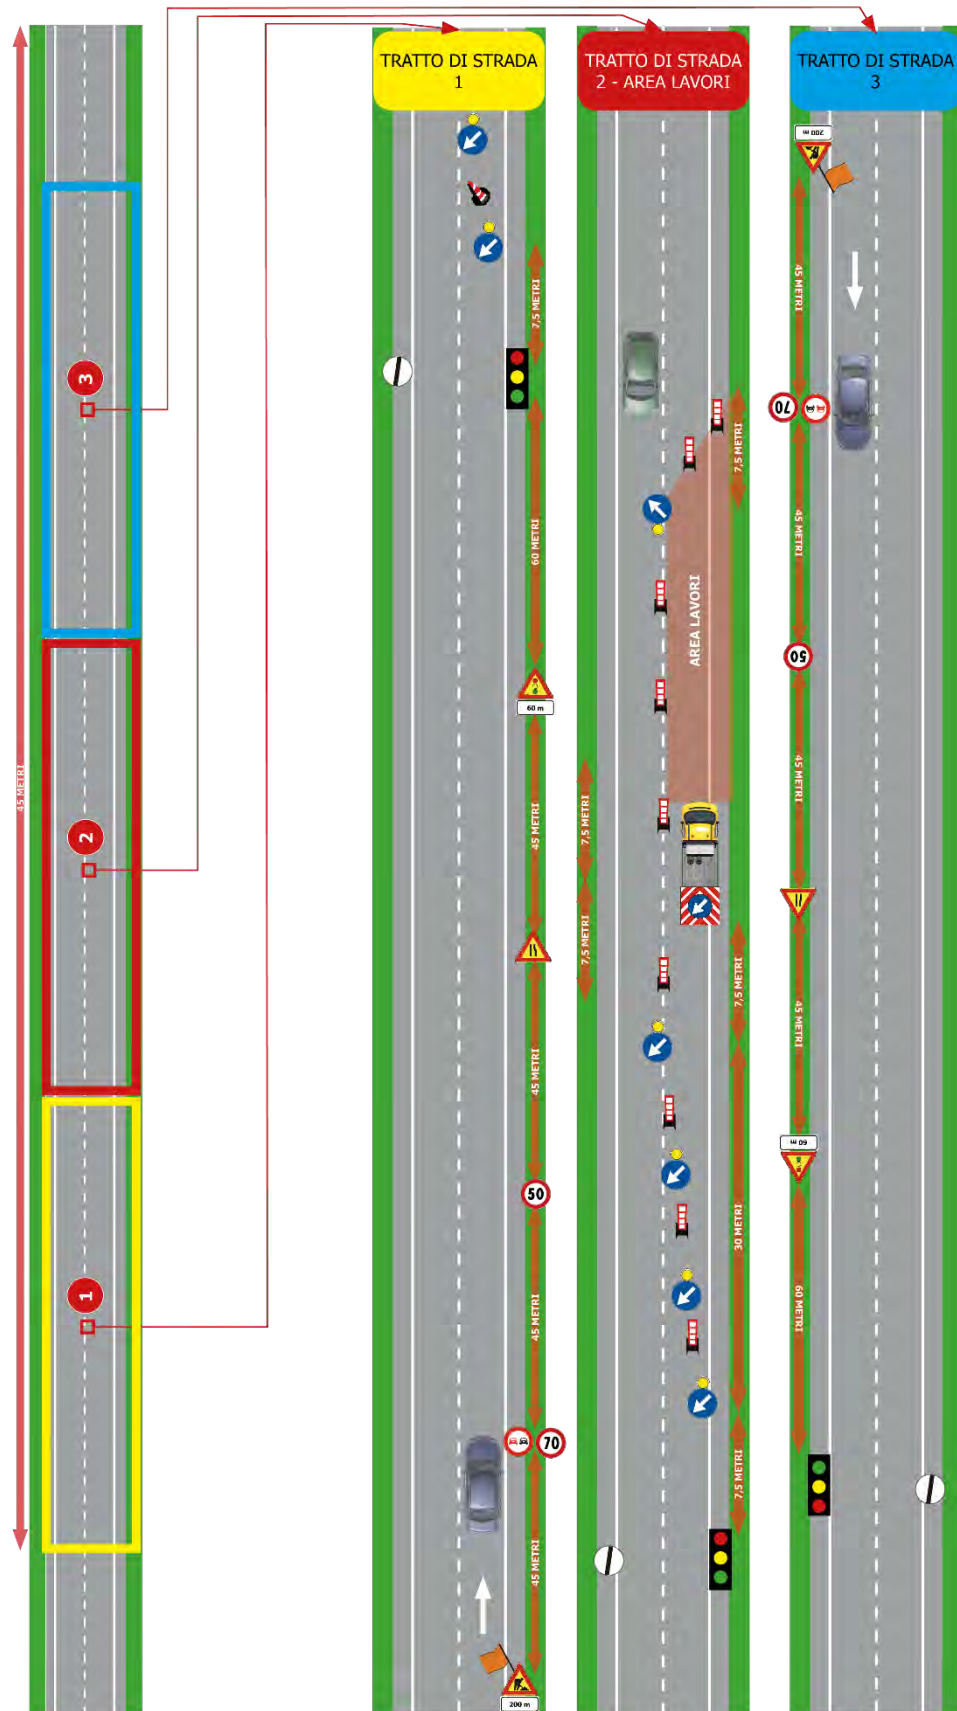 45 METRI
3
2
1
TRATTO DI STRADA
1
7,5 METRI
60 METRI
60 m
45 METRI
45 METRI
50
45 METRI
70
45 METRI
200 m
TRATTO DI STRADA
2 - AREA LAVORI
7,5 METRI
AREA LAVORI
7,5 METRI
7,5 METRI
7,5 METRI
30 METRI
7,5 METRI
TRATTO DI STRADA
3
200 m
45 METRI
70
45 METRI
50
45 METRI
45 METRI
60 m
60 METRI